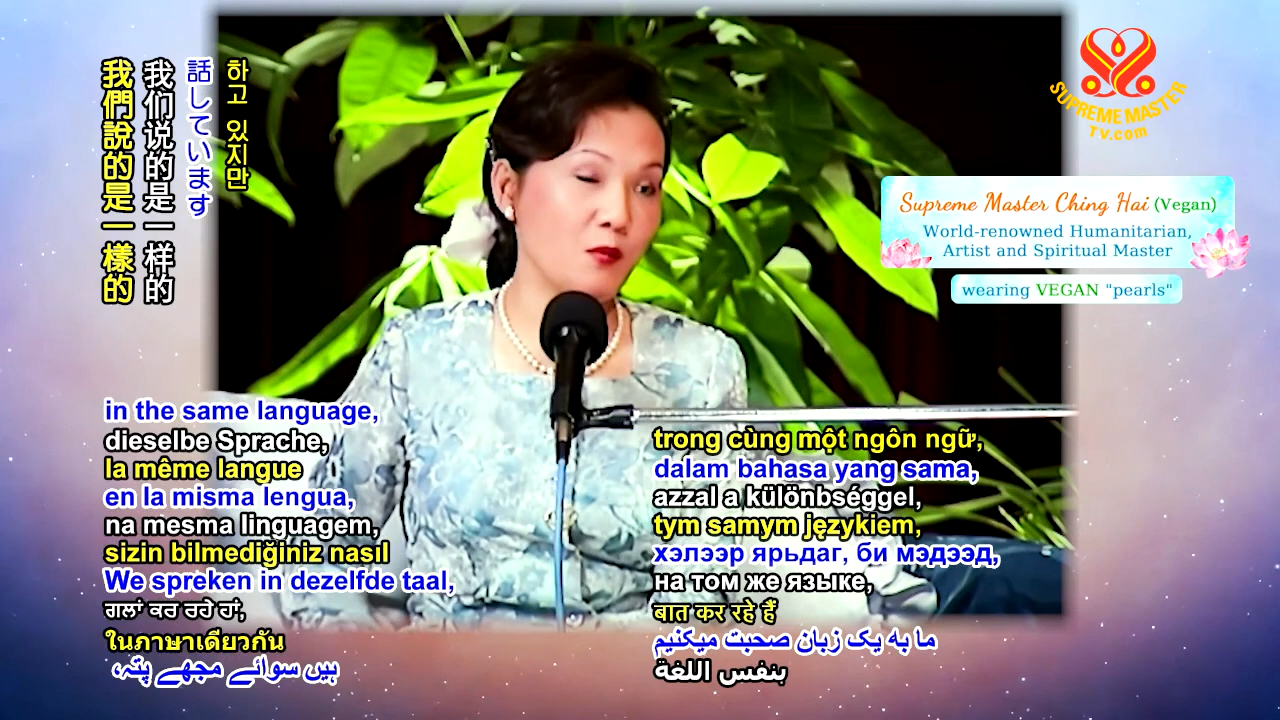 하고 있지만
話しています
我们说的是一样的
我們說的是一樣的
SUPREME MASTER
TV.com
Supreme Master Ching Hai (Vegan)
World-renowned Humanitarian,
Artist and Spiritual Master
wearing VEGAN "pearls"
in the same language,
dieselbe Sprache,
la même langue
en la misma lengua,
na mesma linguagem,
sizin bilmediğiniz nasıl
We spreken in dezelfde taal,
ਗਲਾਂ ਕਰ ਰਹੇ ਹਾਂ,
ในภาษาเดียวกัน
ہیں سوائے مجھے پتہ،
trong cùng một ngôn ngữ,
dalam bahasa yang sama,
azzal a különbséggel,
tym samym językiem,
хэлээр ярьдаг, би мэдээд,
на том же языке,
बात कर रहे हैं
ما به یک زبان صحبت میکنیم
بنفس اللغة